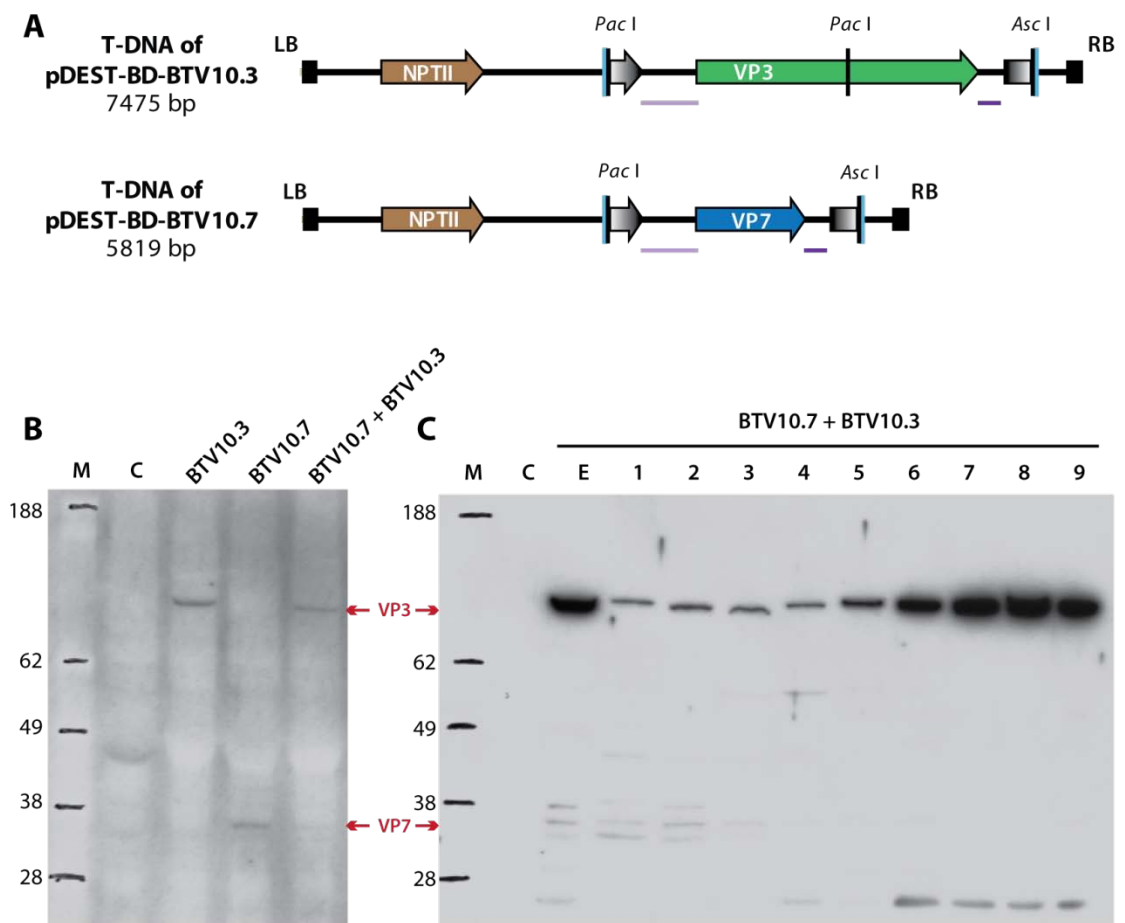 A
T-DNA of
pDEST-BD-BTV10.3
7475 bp
LB
NPTII
Pac I
VP3
Pac I
Asc I
RB
T-DNA of
pDEST-BD-BTV10.7
5819 bp
LB
NPTII
Pac I
VP7
Asc I
RB
B
M C BTV10.3 BTV10.7 BTV10.7 + BTV10.3
188
62
49
38
28
VP3
VP7
C
BTV10.7 + BTV10.3
M C E 1 2 3 4 5 6 7 8 9
188
62
49
38
28